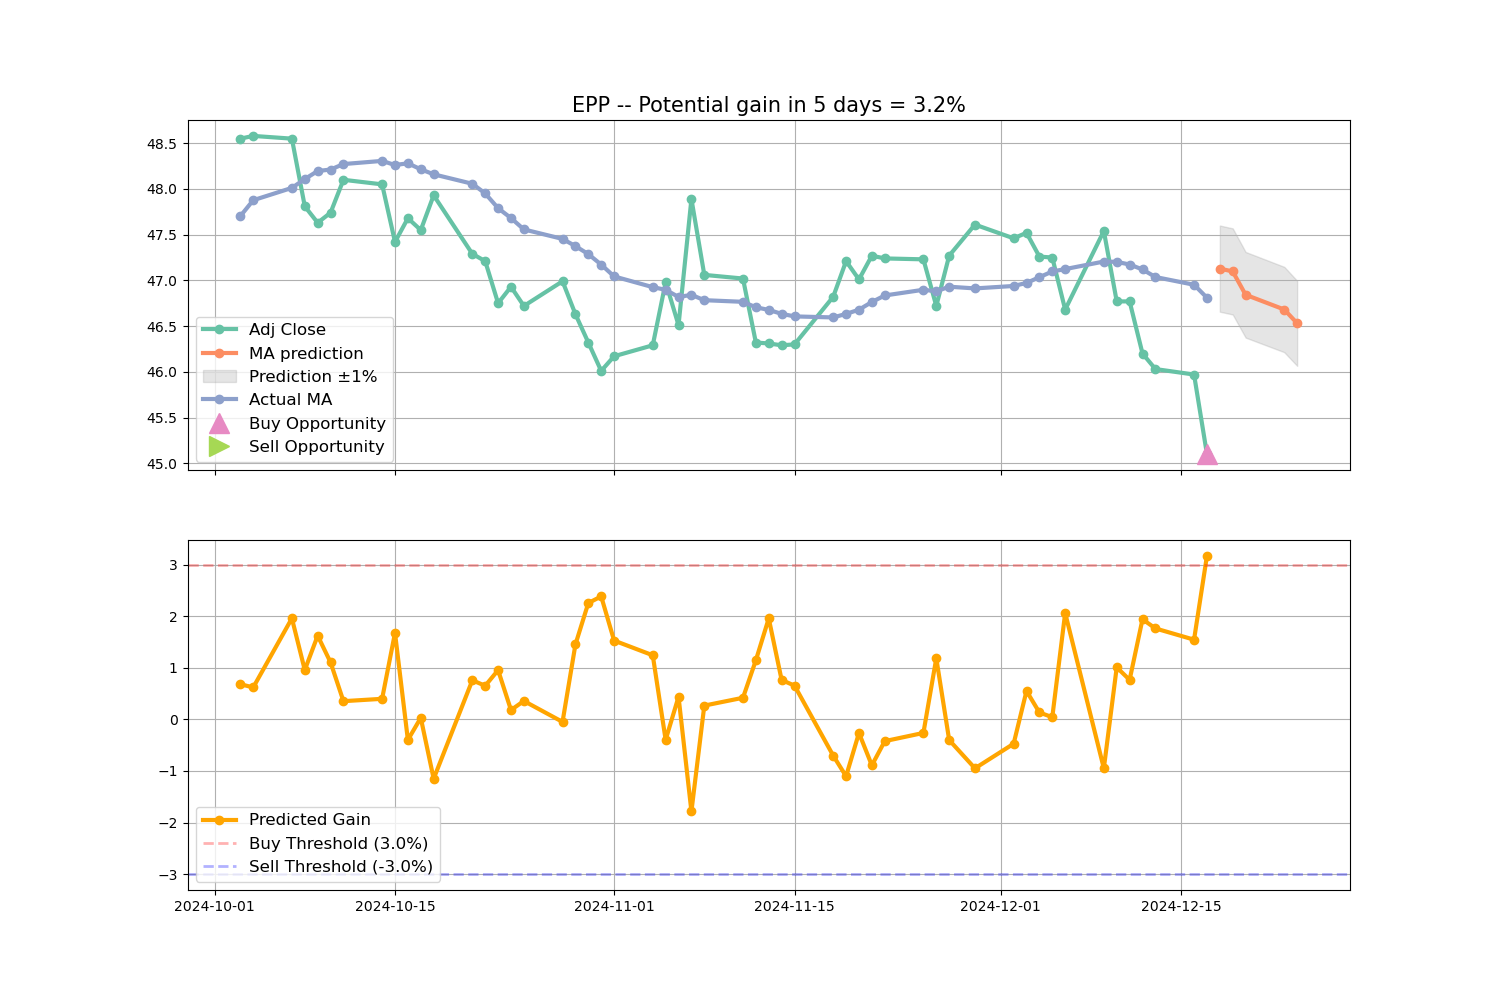 EPP -- Potential gain in 5 days = 3.2%
48.5
48.0
47.5
47.0
46.5
46.0
45.5
45.0
Adj Close
MA prediction
Prediction ±1%
Actual MA
Buy Opportunity
Sell Opportunity
3
2
1
0
−1
−2
−3
Predicted Gain
Buy Threshold (3.0%)
Sell Threshold (-3.0%)
2024-10-01
2024-10-15
2024-11-01
2024-11-15
2024-12-01
2024-12-15